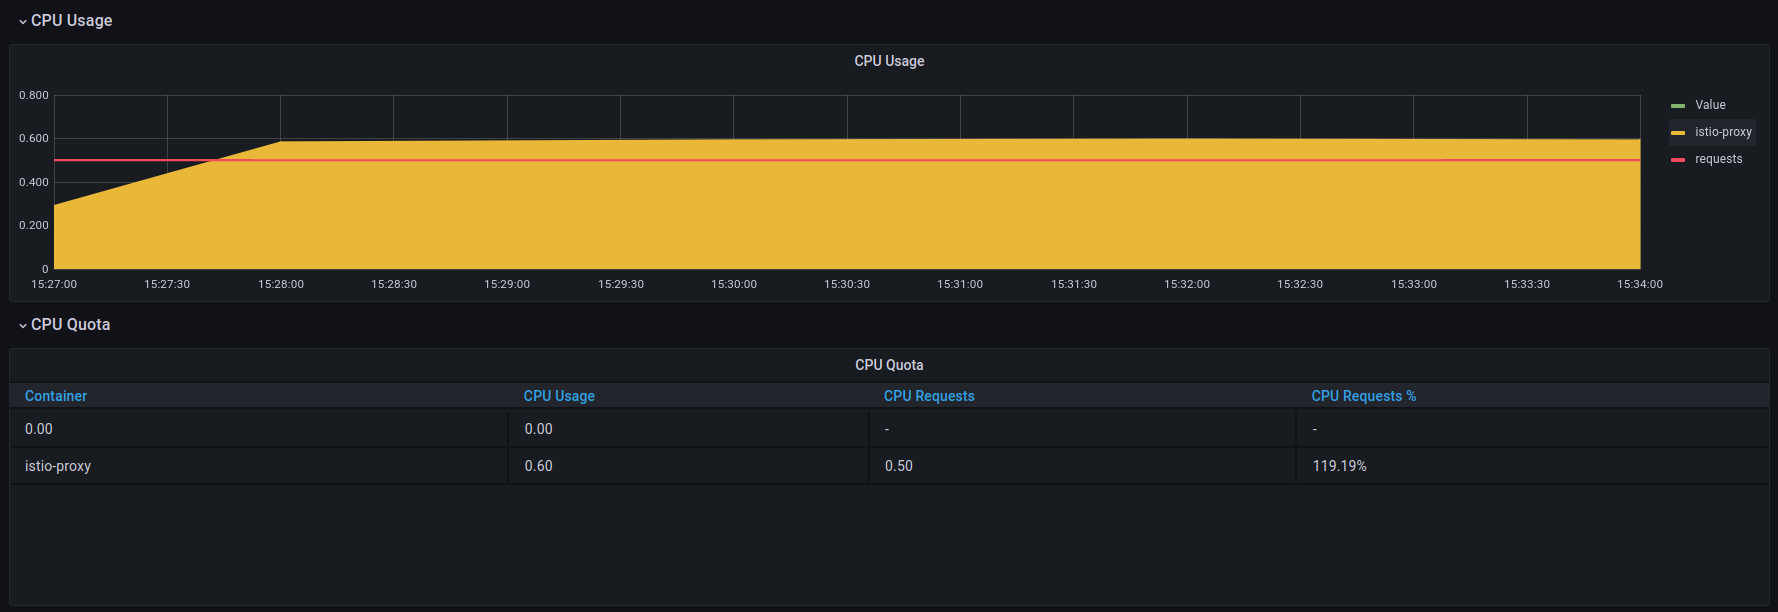 CPU Usage
CPU Usage
0.800
0.600
0.400
0.200
0
15:27:00 15:27:30 15:28:00 15:28:30 15:29:00 15:29:30 15:30:00 15:30:30 15:31:00 15:31:30 15:32:00 15:32:30 15:33:00 15:33:30 15:34:00
Value
istio-proxy
requests
CPU Quota
CPU Quota
Container CPU Usage CPU Requests CPU Requests %
0.00 0.00 - -
istio-proxy 0.60 0.50 119.19%